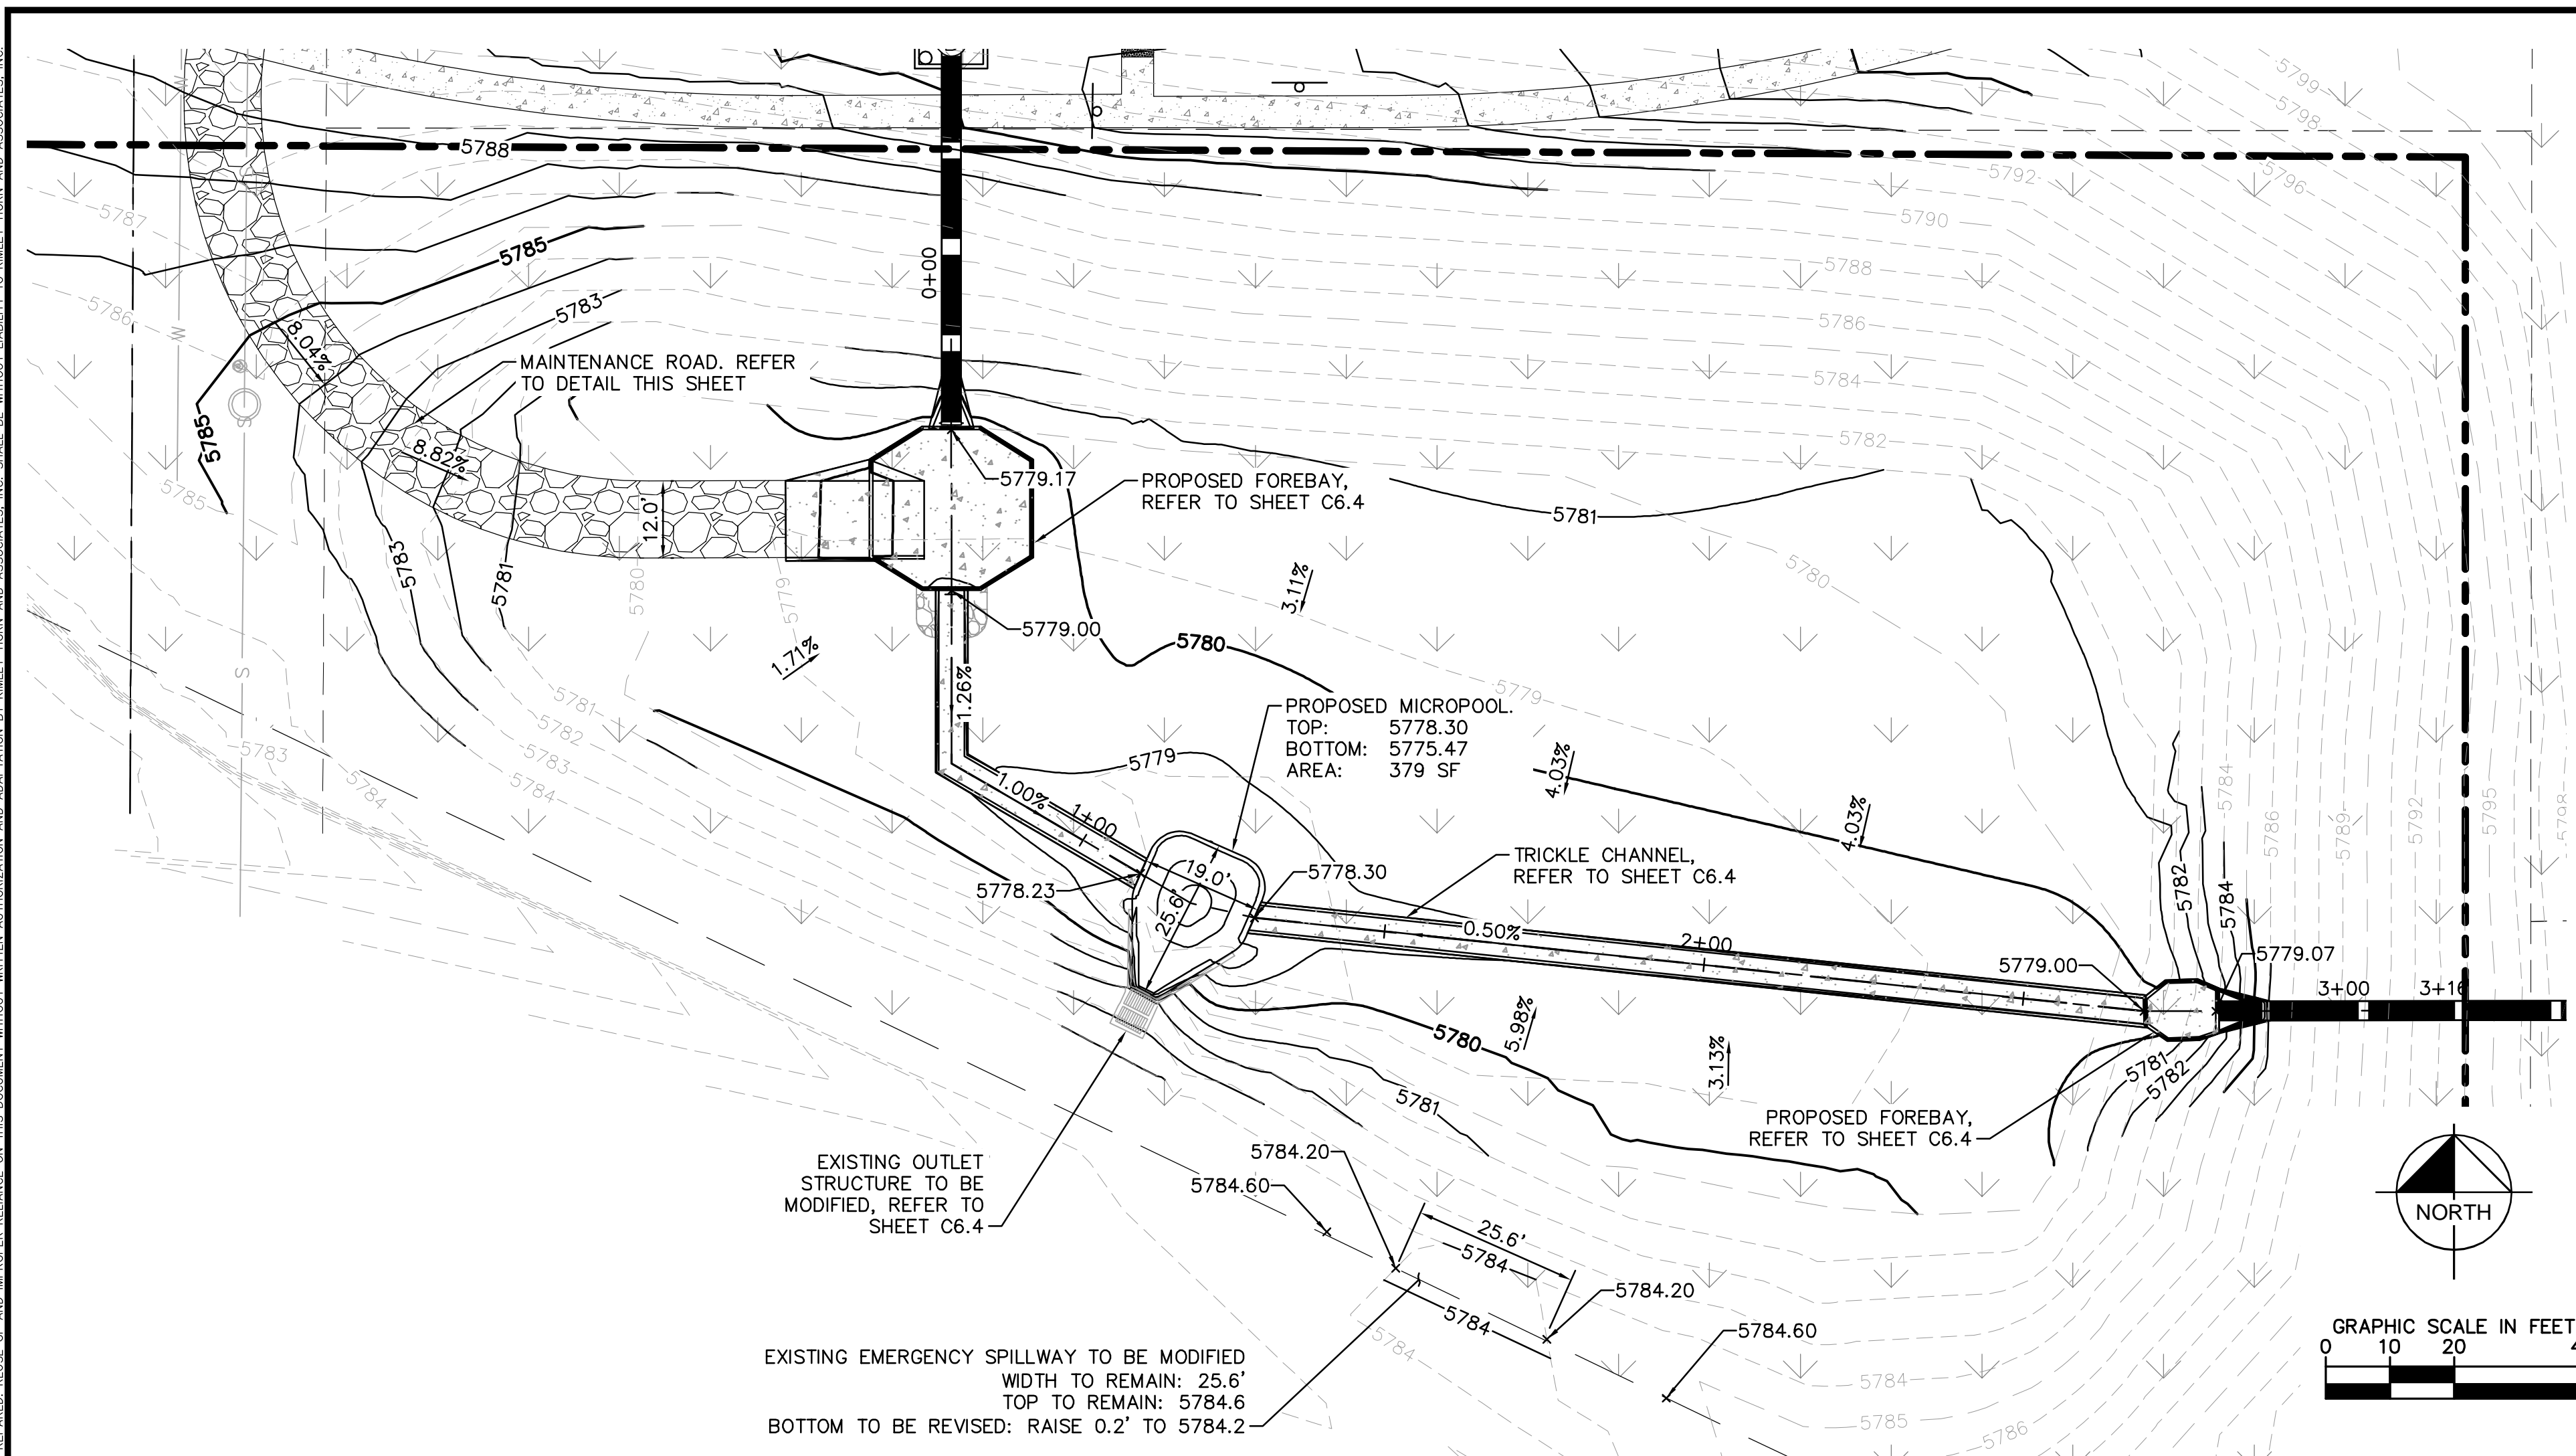 5799
5798
5796
5792
5790
5788
5786
5784
5782
5788
W
5787
5785
5786
W
0+00
5783
8.04%
MAINTENANCE ROAD. REFER
TO DETAIL THIS SHEET
S
5785
8.82%
5785
12.0'
5779.17
PROPOSED FOREBAY,
REFER TO SHEET C6.4
5781
5783
5781
5780
5779
3.11%
5780
5779.00
5780
1.71%
S
1.26%
5779
5781
5782
5783
5784
5783
5784
PROPOSED MICROPOOL.
TOP: 5778.30
BOTTOM: 5775.47
AREA: 379 SF
5779
1.00%
1+00
4.03%
4.03%
5784
5786
5789
5792
5795
5798
19.0'
25.6'
5778.23
5778.30
TRICKLE CHANNEL,
REFER TO SHEET C6.4
0.50%
2+00
5782
5784
5779.00
5779.07
3+00
3+16
5780
5.98%
3.13%
5781
5781
5782
PROPOSED FOREBAY,
REFER TO SHEET C6.4
EXISTING OUTLET
STRUCTURE TO BE
MODIFIED, REFER TO
SHEET C6.4
5784.20
5784.60
25.6'
5784
5784
5784.20
5784.60
5784
5784
5785
5786
EXISTING EMERGENCY SPILLWAY TO BE MODIFIED
WIDTH TO REMAIN: 25.6'
TOP TO REMAIN: 5784.6
BOTTOM TO BE REVISED: RAISE 0.2' TO 5784.2
NORTH
GRAPHIC SCALE IN FEET
0 10 20